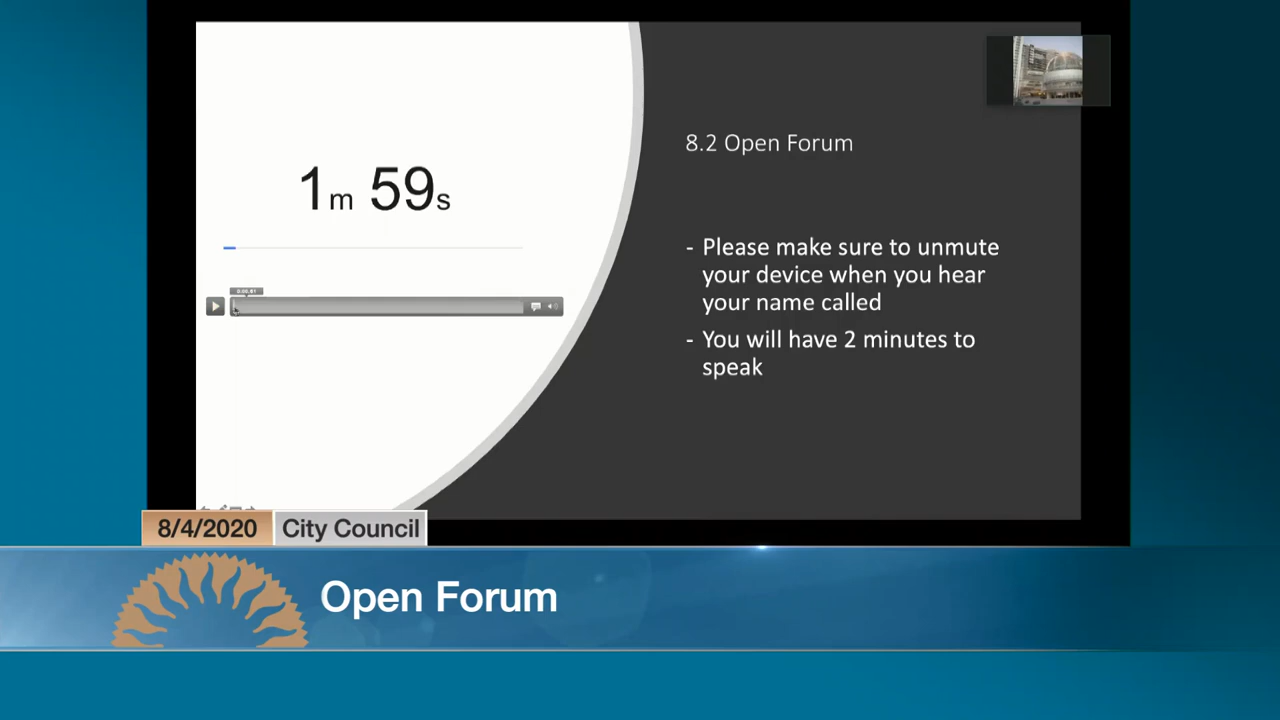 1m 59s
8.2 Open Forum
- Please make sure to unmute
your device when you hear
your name called
- You will have 2 minutes to
speak
8/4/2020 City Council
Open Forum